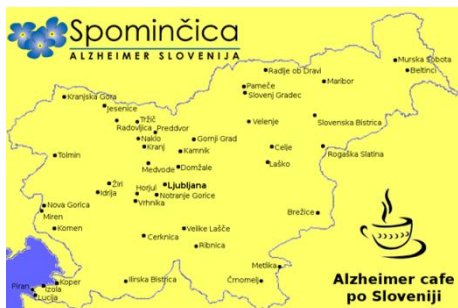 Spominčica
ALZHEIMER SLOVENIJA
Murska Sobota
Radlje ob Dravi
Beltinci
Maribor
Pameče
Slovenj Gradec
Kranjska Gora
Jesenice
Tržič
Radovljica
Preddvor
Velenje
Slovenska Bistrica
Naklo
Gornji Grad
Kranj
Kamnik
Celje
Rogaška Slatina
Tolmin
Medvode
Domžale
Laško
Žiri
Ljubljana
Idrija
Horjul
Notranje Gorice
Vrhnika
Nova Gorica
Miren
Brežice
Komen
Velike Lašče
Cerknica
Ribnica
Metlika
Ilirska Bistrica
Črnomelj
Koper
Piran
Izola
Lucija
Alzheimer cafe
po Sloveniji